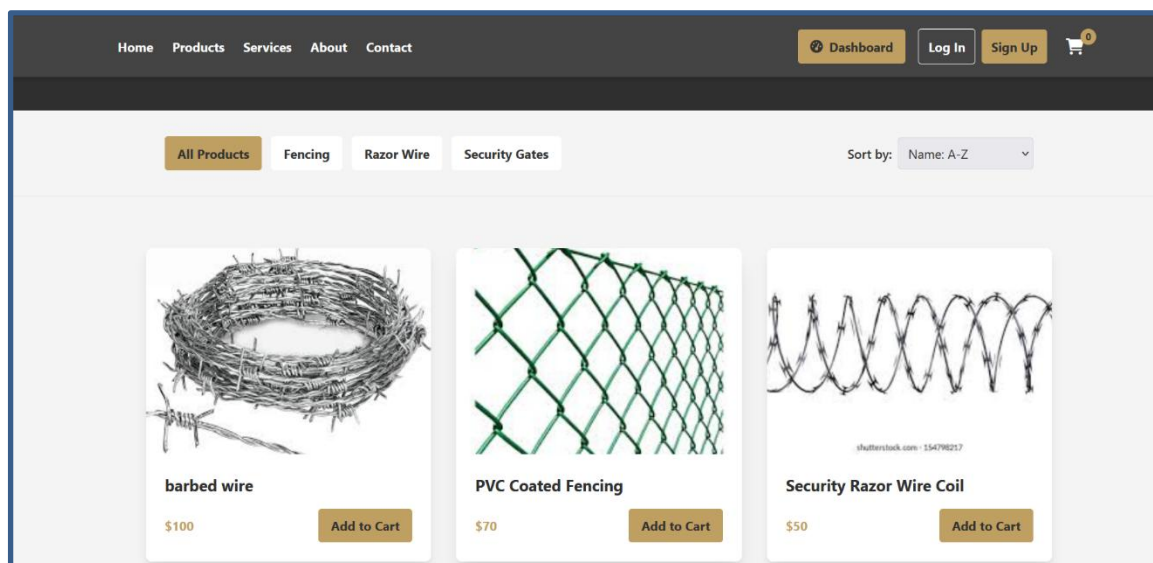 Home Products Services About Contact Dashboard Log In Sign Up 0
All Products Fencing Razor Wire Security Gates Sort by: Name: A-Z
shutterstock.com · 154798217
barbed wire PVC Coated Fencing Security Razor Wire Coil
$100 Add to Cart $70 Add to Cart $50 Add to Cart